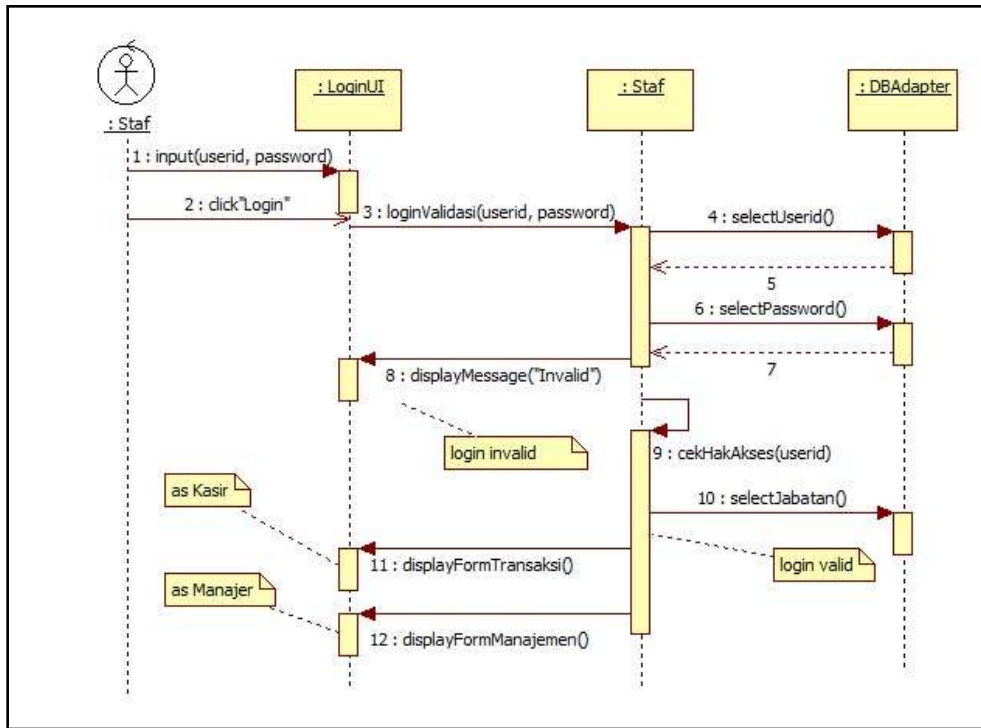 : Staf
: LoginUI
: Staf
: DBAdapter
1 : input(userid, password)
2 : click"Login"
3 : loginValidasi(userid, password)
4 : selectUserid()
5
6 : selectPassword()
7
8 : displayMessage("Invalid")
login invalid
9 : cekHakAkses(userid)
as Kasir
10 : selectJabatan()
login valid
11 : displayFormTransaksi()
as Manajer
12 : displayFormManajemen()